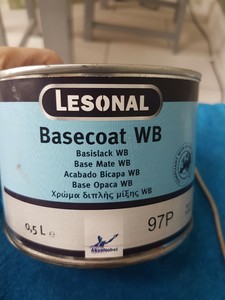 LESONAL
Basecoat WB
Basislack WB
Base Mate WB
Acabado Bicapa WB
Base Opaca WB
Χρώμα διπλής μίξης WB
0,5 L e
97P
AkzoNobel